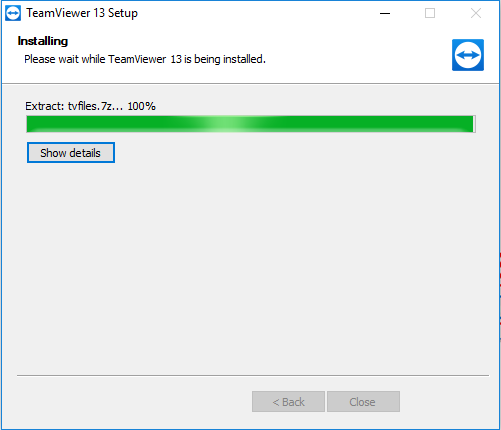 TeamViewer 13 Setup
Installing
Please wait while TeamViewer 13 is being installed.
Extract: tvfiles.7z... 100%
Show details
< Back
Close